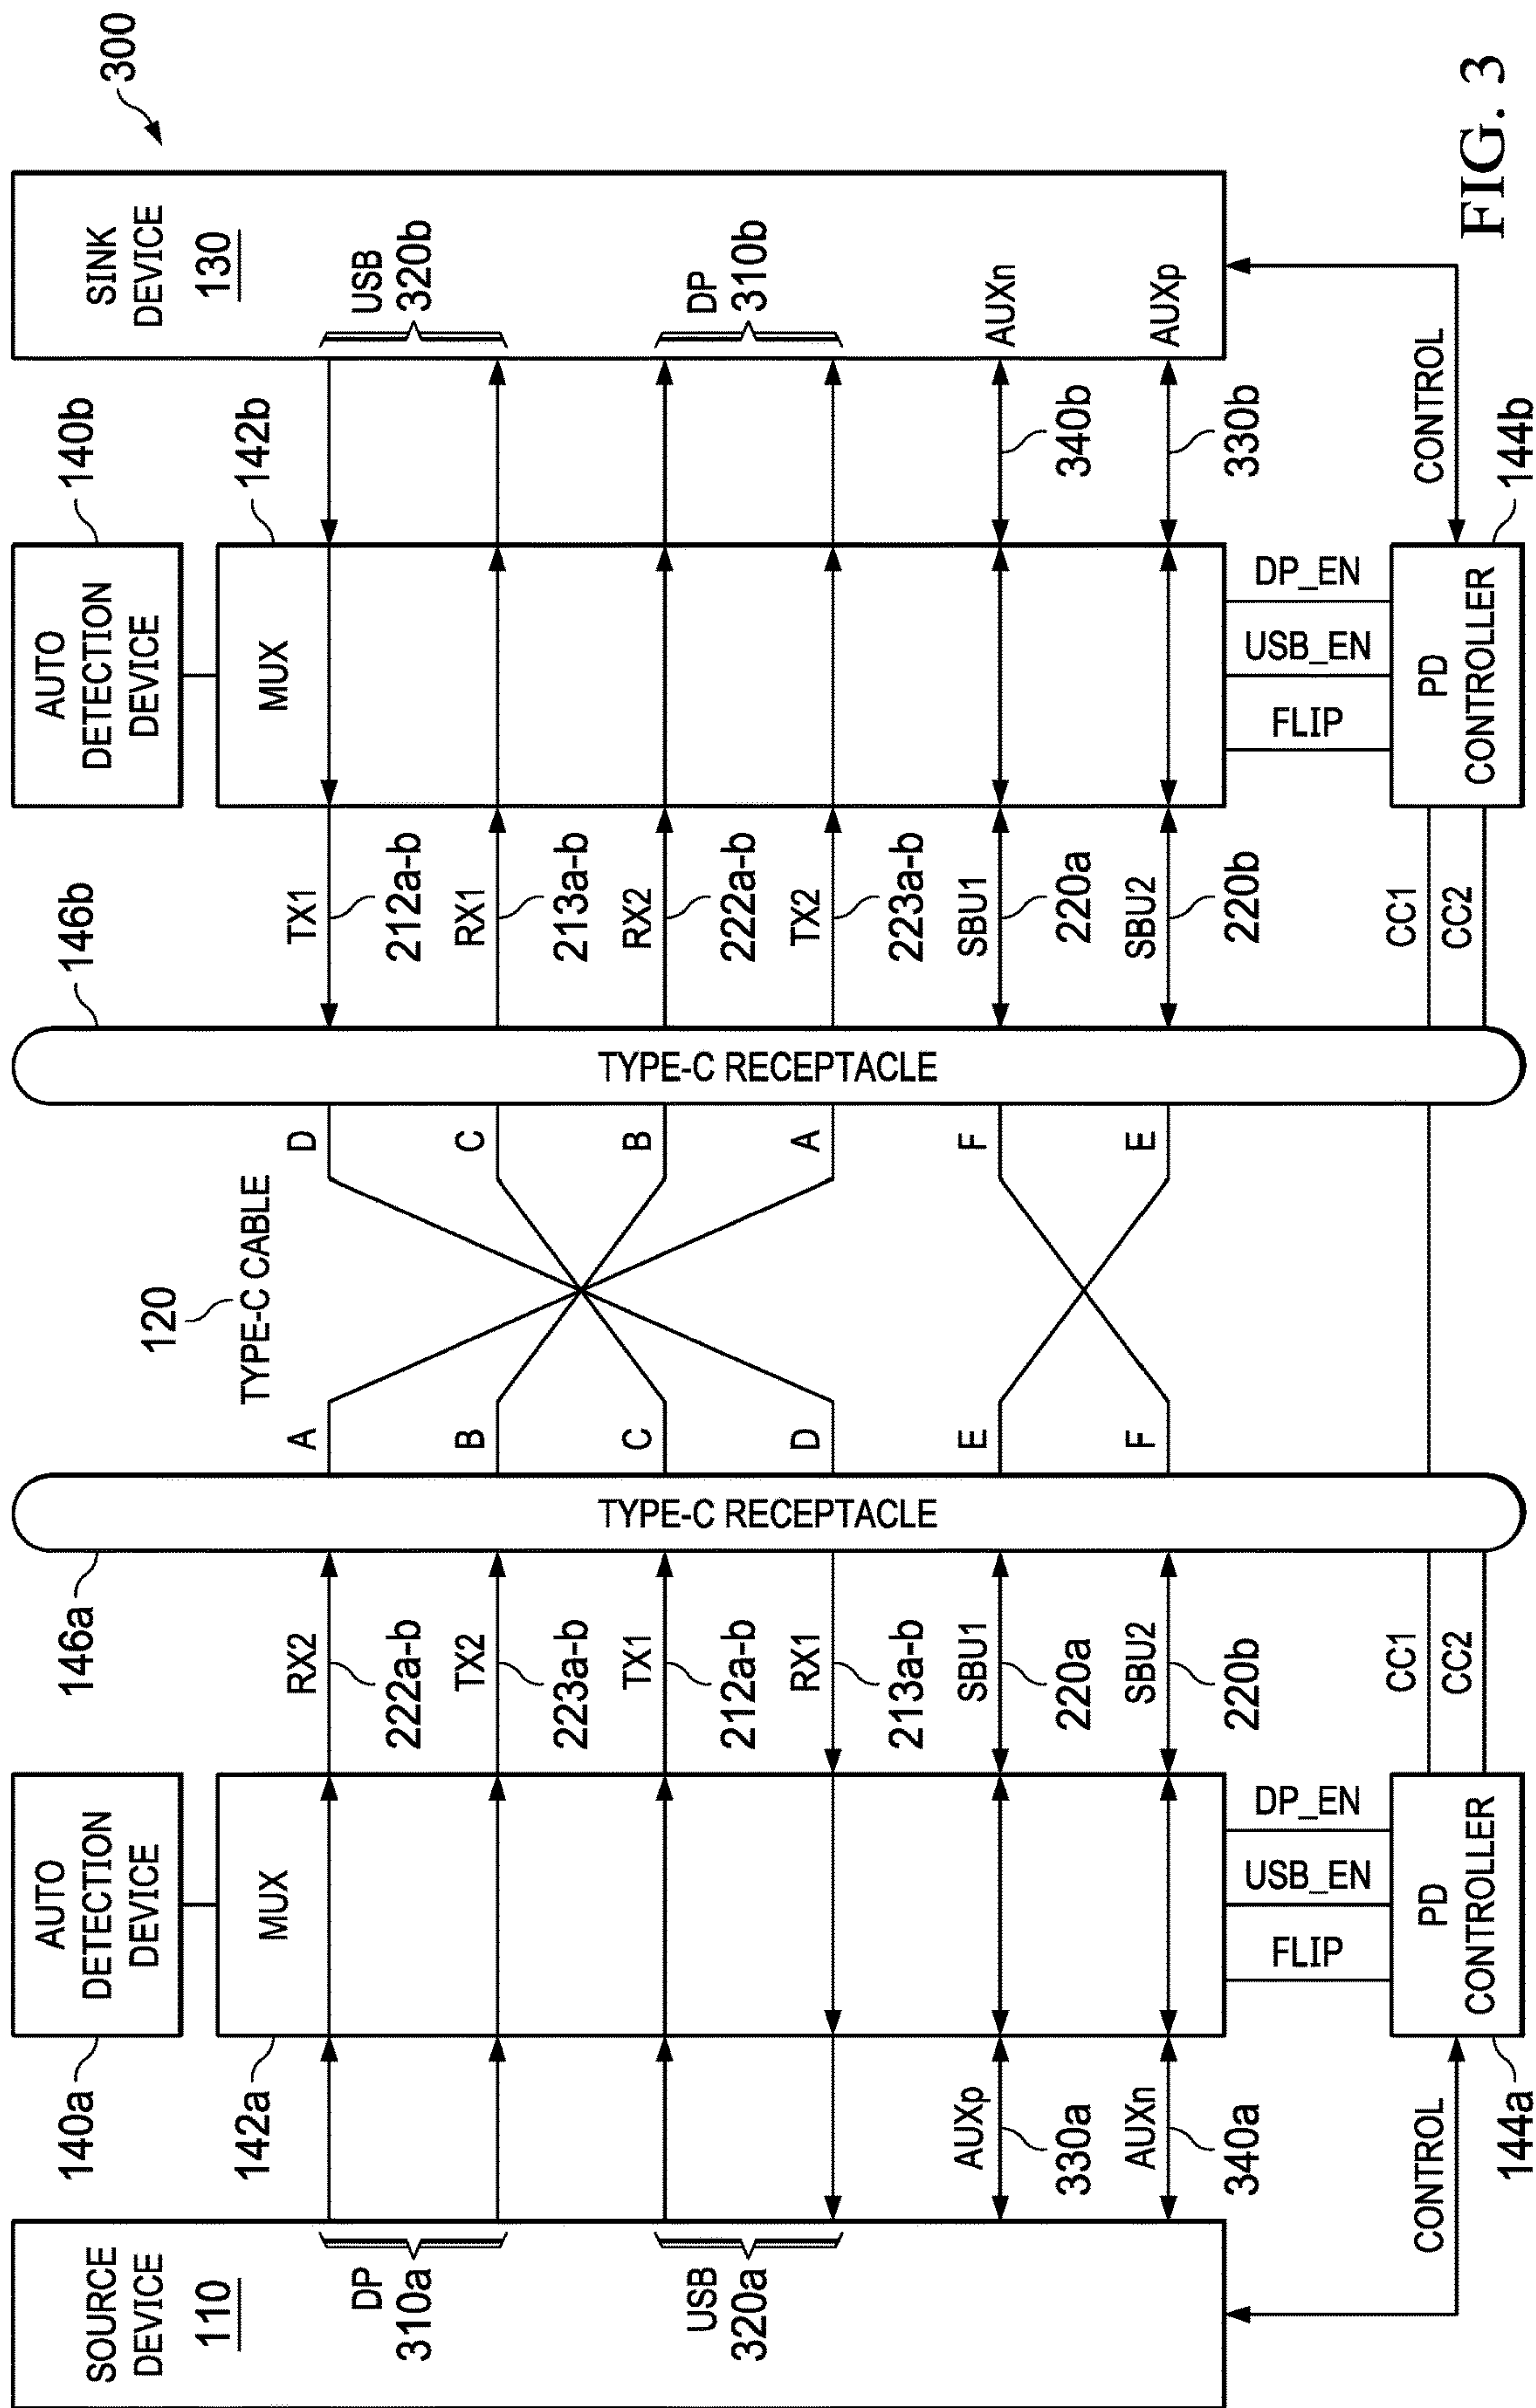 300
SOURCE
DEVICE
110
DP
310a
USB
320a
140a
142a
AUXp
330a
AUXn
340a
CONTROL
144a
AUTO
DETECTION
DEVICE
MUX
FLIP
USB_EN
DP_EN
PD
CONTROLLER
146a
RX2
222a-b
TX2
223a-b
TX1
212a-b
RX1
213a-b
SBU1
220a
SBU2
220b
CC1
CC2
TYPE-C RECEPTACLE
120
TYPE-C CABLE
A
B
C
D
E
F
D
C
B
A
F
E
TYPE-C RECEPTACLE
146b
TX1
212a-b
RX1
213a-b
RX2
222a-b
TX2
223a-b
SBU1
220a
SBU2
220b
CC1
CC2
AUTO
DETECTION
DEVICE
MUX
FLIP
USB_EN
DP_EN
PD
CONTROLLER
140b
142b
340b
330b
CONTROL
144b
SINK
DEVICE
130
USB
320b
DP
310b
AUXn
AUXp
FIG. 3